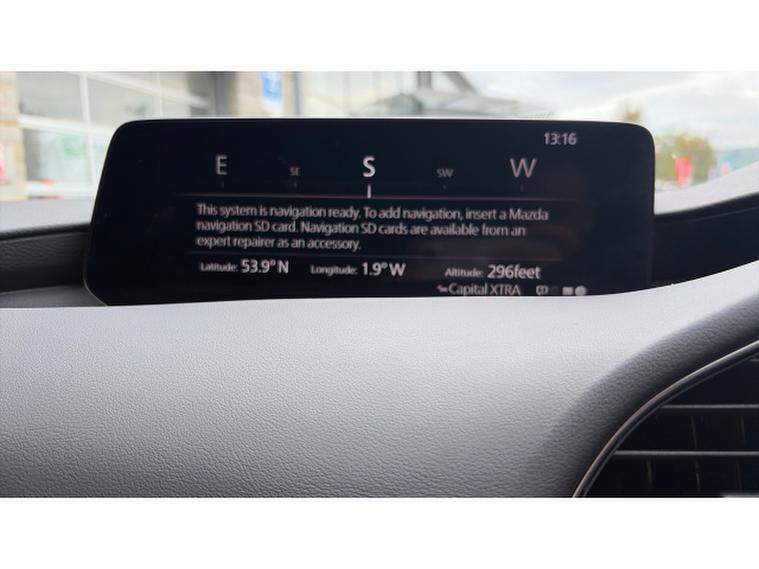 13:16
E SE S SW W
This system is navigation ready. To add navigation, insert a Mazda
navigation SD card. Navigation SD cards are available from an
expert repairer as an accessory.
Latitude: 53.9° N Longitude: 1.9° W Altitude: 296feet
Capital XTRA